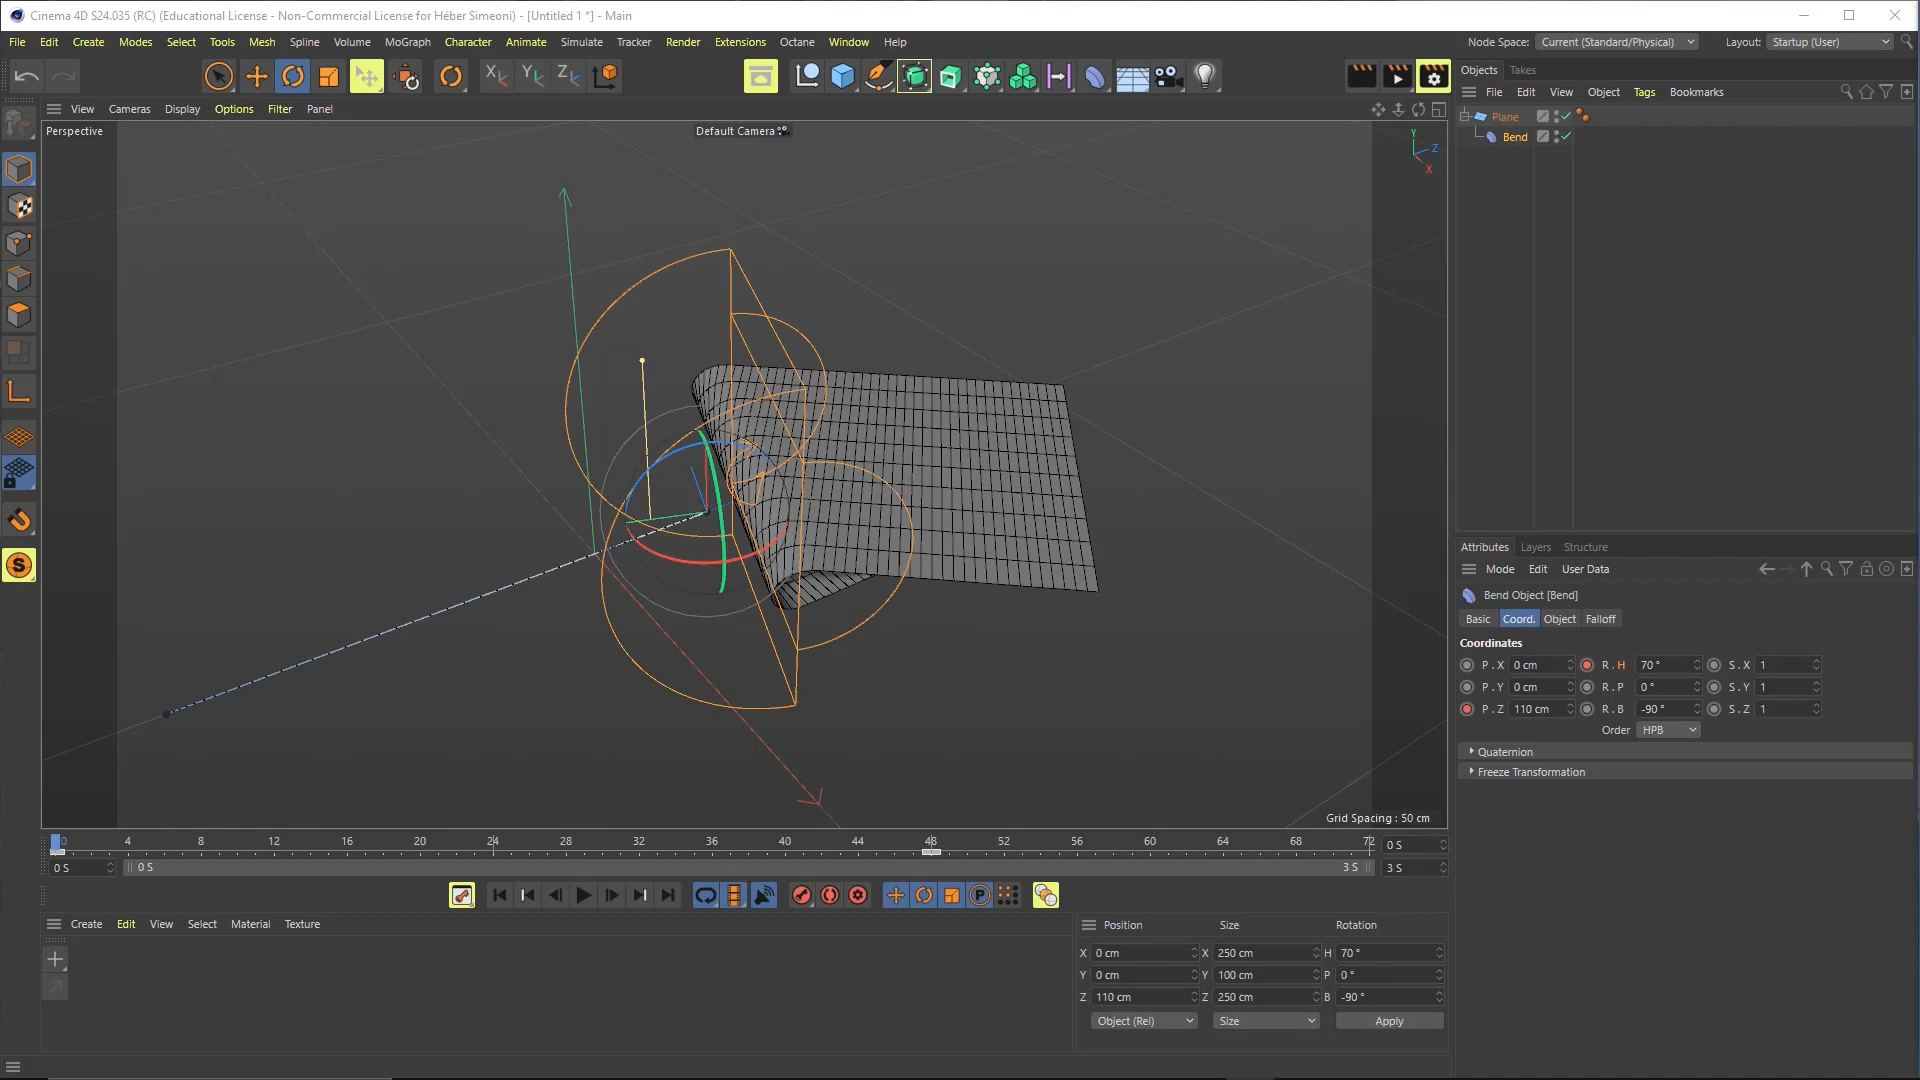 Cinema 4D S24.035 (RC) (Educational License - Non-Commercial License for Héber Simeoni) - [Untitled 1 *] - Main
File Edit Create Modes Select Tools Mesh Spline Volume MoGraph Character Animate Simulate Tracker Render Extensions Octane Window Help Node Space: Current (Standard/Physical) Layout: Startup (User)
X Y Z
Objects Takes
File Edit View Object Tags Bookmarks
View Cameras Display Options Filter Panel
Perspective
Default Camera
Y
Z
X
Plane
Bend
Attributes Layers Structure
Mode Edit User Data
Bend Object [Bend]
Basic Coord. Object Falloff
Coordinates
P . X 0 cm R . H 70 ° S . X 1
P . Y 0 cm R . P 0 ° S . Y 1
P . Z 110 cm R . B -90 ° S . Z 1
Order HPB
Quaternion
Freeze Transformation
S
Grid Spacing : 50 cm
0 4 8 12 16 20 24 28 32 36 40 44 48 52 56 60 64 68 72 0 S
0 S 0 S 3 S 3 S
P
Create Edit View Select Material Texture
Position Size Rotation
X 0 cm X 250 cm H 70 °
Y 0 cm Y 100 cm P 0 °
Z 110 cm Z 250 cm B -90 °
Object (Rel) Size Apply